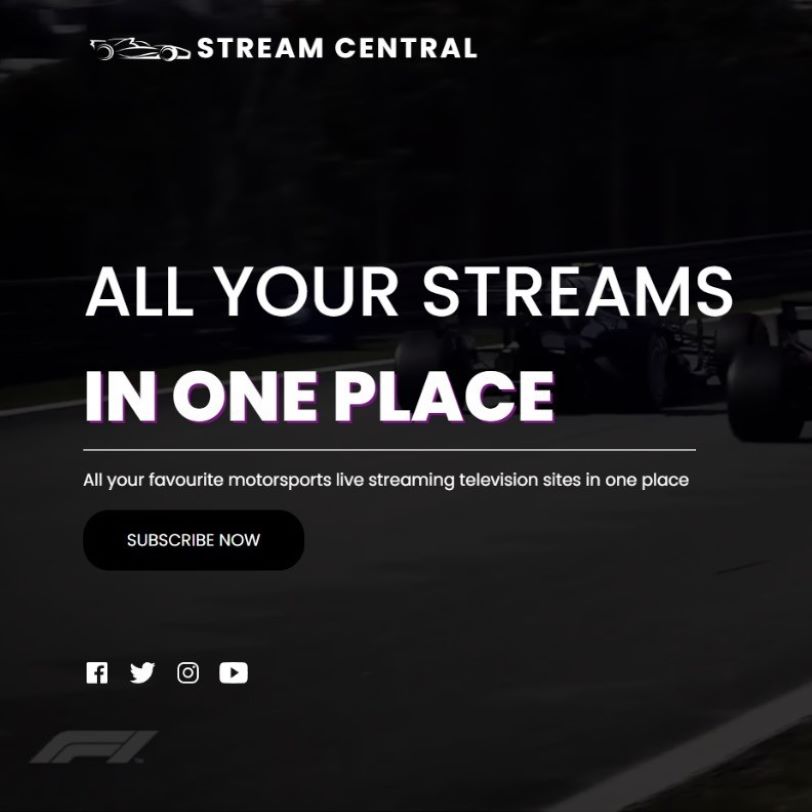 STREAM CENTRAL
ALL YOUR STREAMS
IN ONE PLACE
All your favourite motorsports live streaming television sites in one place
SUBSCRIBE NOW
F1